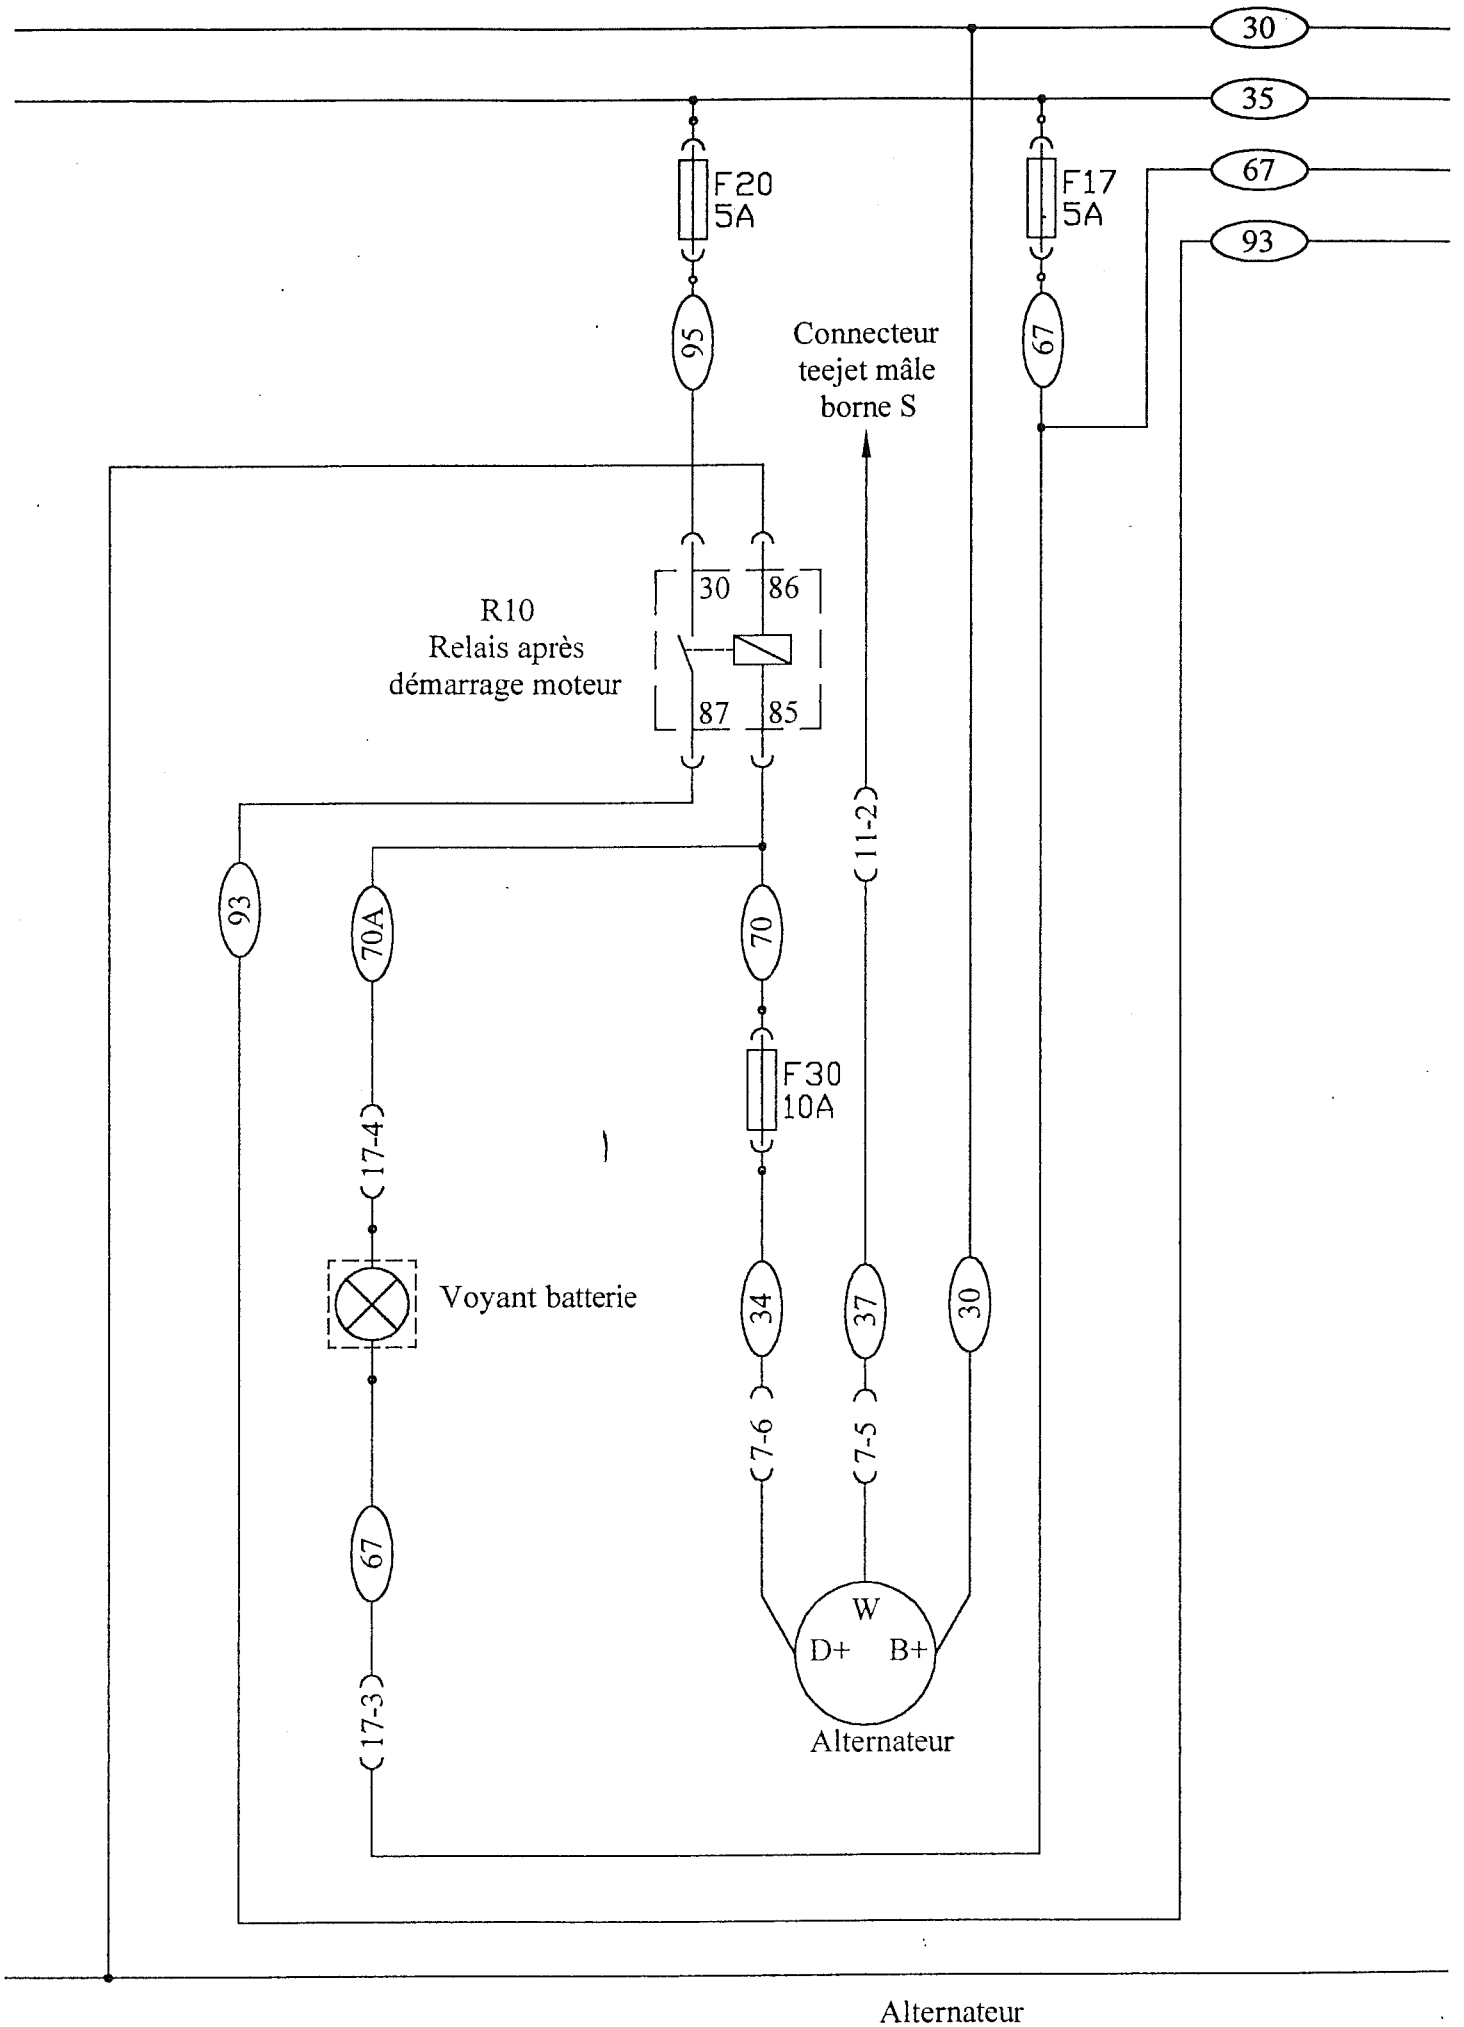 30
35
67
93
F20
5A
F17
5A
95
67
Connecteur
teejet mâle
borne S
30
86
R10
Relais après
démarrage moteur
87
85
11-2
93
70A
70
F30
10A
17-4
Voyant batterie
34
37
30
7-6
7-5
67
W
D+
B+
17-3
Alternateur
Alternateur